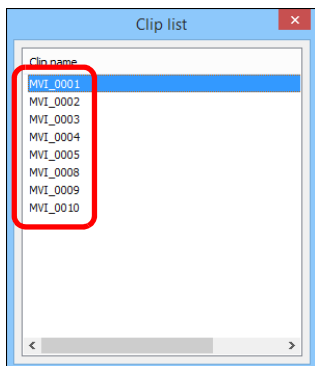 Clip list
Clip name
MVI_0001
MVI_0002
MVI_0003
MVI_0004
MVI_0005
MVI_0008
MVI_0009
MVI_0010